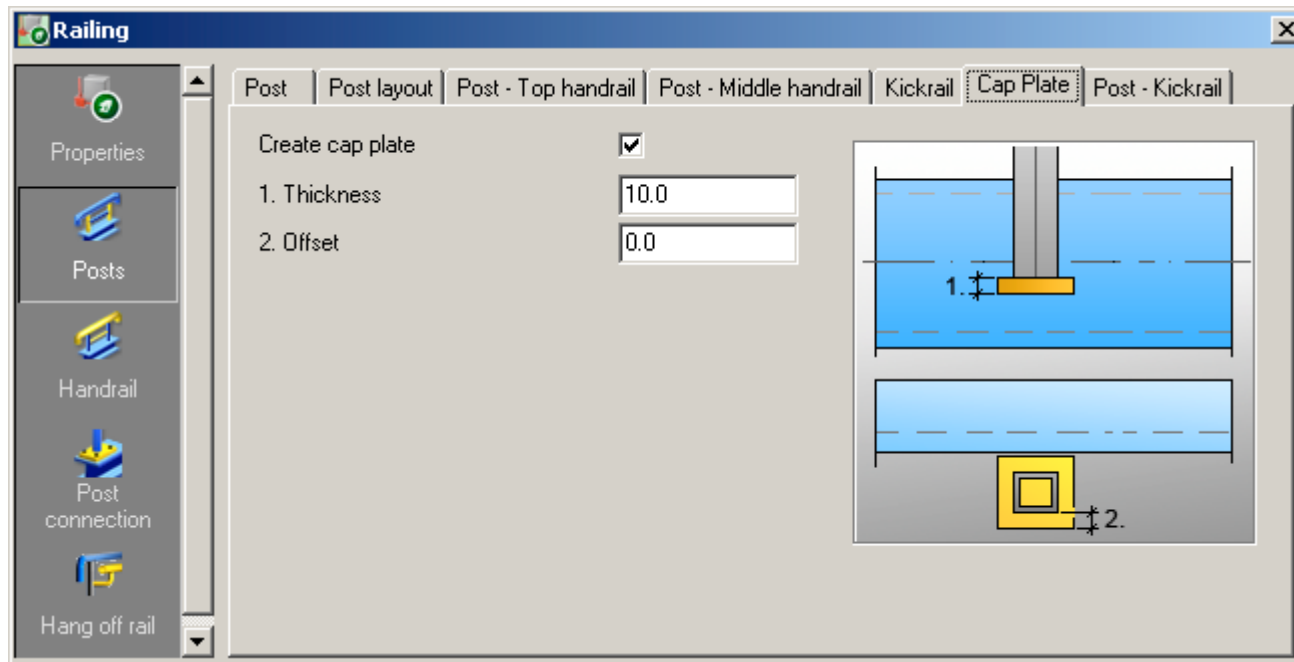 Railing
Properties
Posts
Handrail
Post
connection
Hang off rail
Post
Post layout
Post - Top handrail
Post - Middle handrail
Kickrail
Cap Plate
Post - Kickrail
Create cap plate
1. Thickness
10.0
2. Offset
0.0
1.
2.